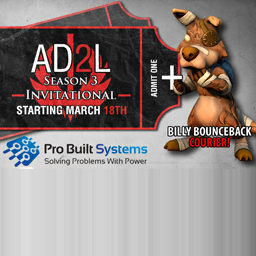 AD2L
SEASON 3
INVITATIONAL
STARTING MARCH 18TH
ADMIT ONE
+
BILLY BOUNCEBACK
COURIER!
Pro Built Systems
Solving Problems With Power